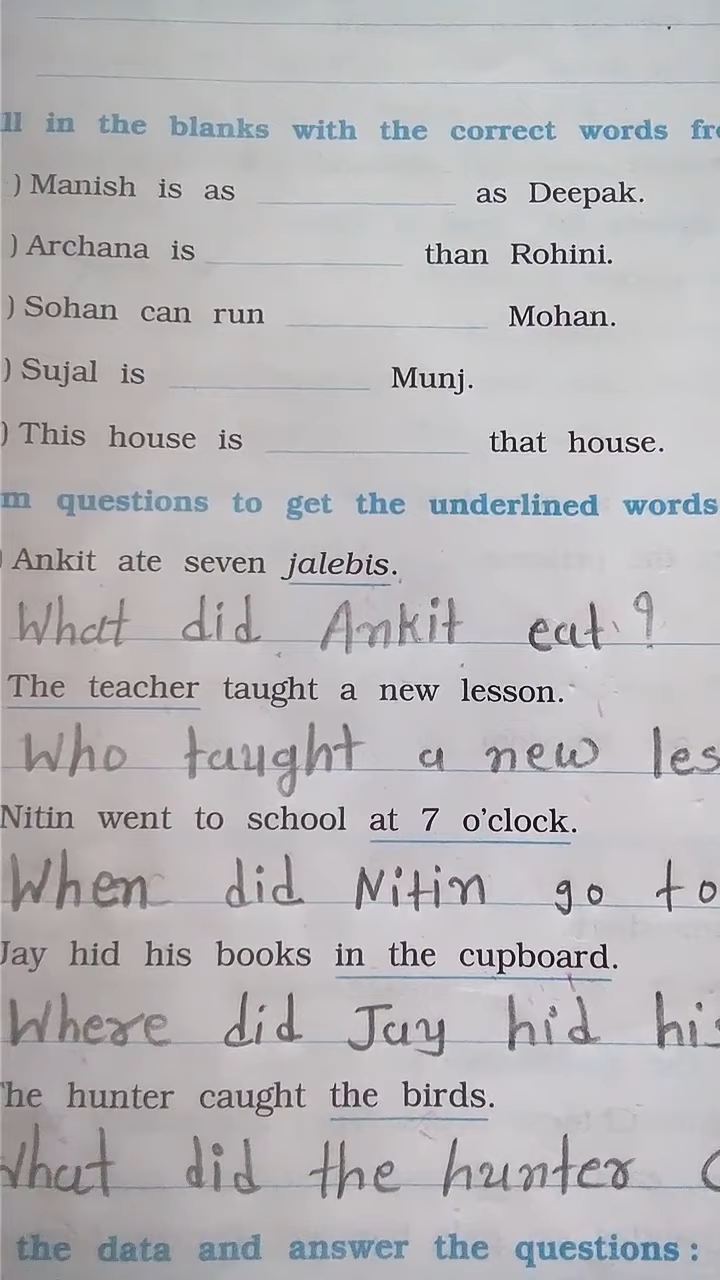 ll in the blanks with the correct words fr
) Manish is as ____________ as Deepak.
) Archana is ____________ than Rohini.
) Sohan can run ____________ Mohan.
) Sujal is ____________ Munj.
) This house is ____________ that house.
m questions to get the underlined words
) Ankit ate seven jalebis.
What did Ankit eat?
The teacher taught a new lesson.
Who taught a new les
Nitin went to school at 7 o'clock.
When did Nitin go to
Jay hid his books in the cupboard.
Where did Jay hid his
he hunter caught the birds.
What did the hunter
the data and answer the questions :